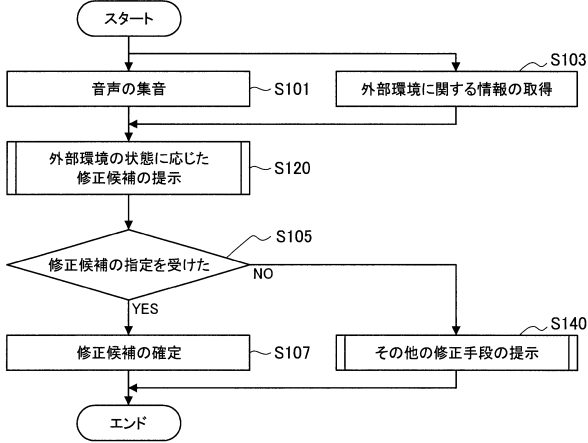 スタート
S103
音声の集音
S101
外部環境に関する情報の取得
外部環境の状態に応じた
修正候補の提示
S120
S105
修正候補の指定を受けた
NO
YES
S140
修正候補の確定
S107
その他の修正手段の提示
エンド